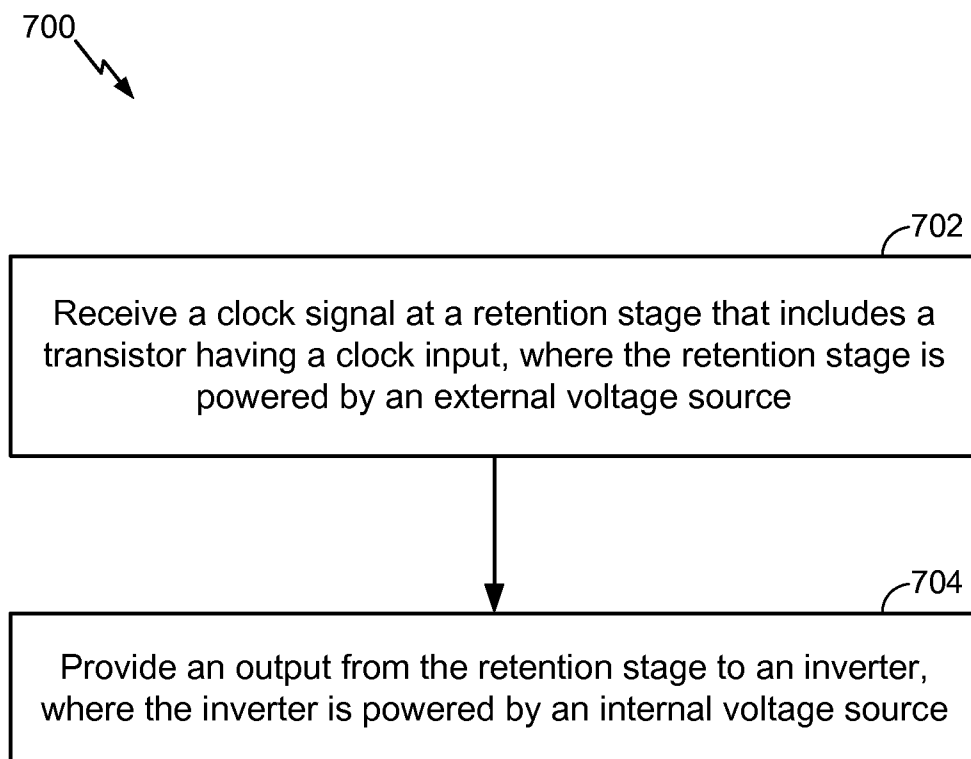 700
702
Receive a clock signal at a retention stage that includes a
transistor having a clock input, where the retention stage is
powered by an external voltage source
704
Provide an output from the retention stage to an inverter,
where the inverter is powered by an internal voltage source